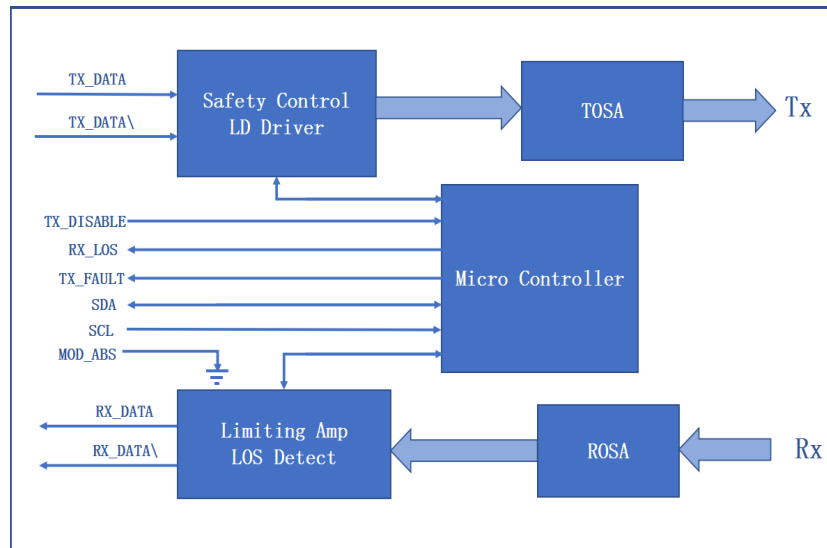 TX_DATA
TX_DATA\
Safety Control
LD Driver
TOSA
Tx
TX_DISABLE
RX_LOS
TX_FAULT
SDA
SCL
MOD_ABS
Micro Controller
RX_DATA
RX_DATA\
Limiting Amp
LOS Detect
ROSA
Rx